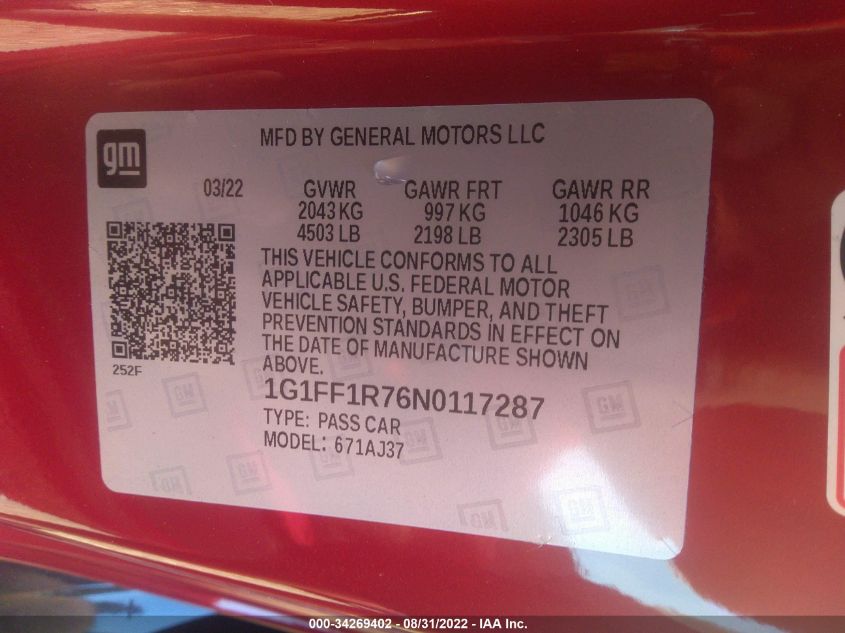 gm
MFD BY GENERAL MOTORS LLC
03/22 GVWR GAWR FRT GAWR RR
2043 KG 997 KG 1046 KG
4503 LB 2198 LB 2305 LB
THIS VEHICLE CONFORMS TO ALL
APPLICABLE U.S. FEDERAL MOTOR
VEHICLE SAFETY, BUMPER, AND THEFT
PREVENTION STANDARDS IN EFFECT ON
THE DATE OF MANUFACTURE SHOWN
ABOVE.
252F
1G1FF1R76N0117287
TYPE: PASS CAR
MODEL: 671AJ37
000-34269402 - 08/31/2022 - IAA Inc.